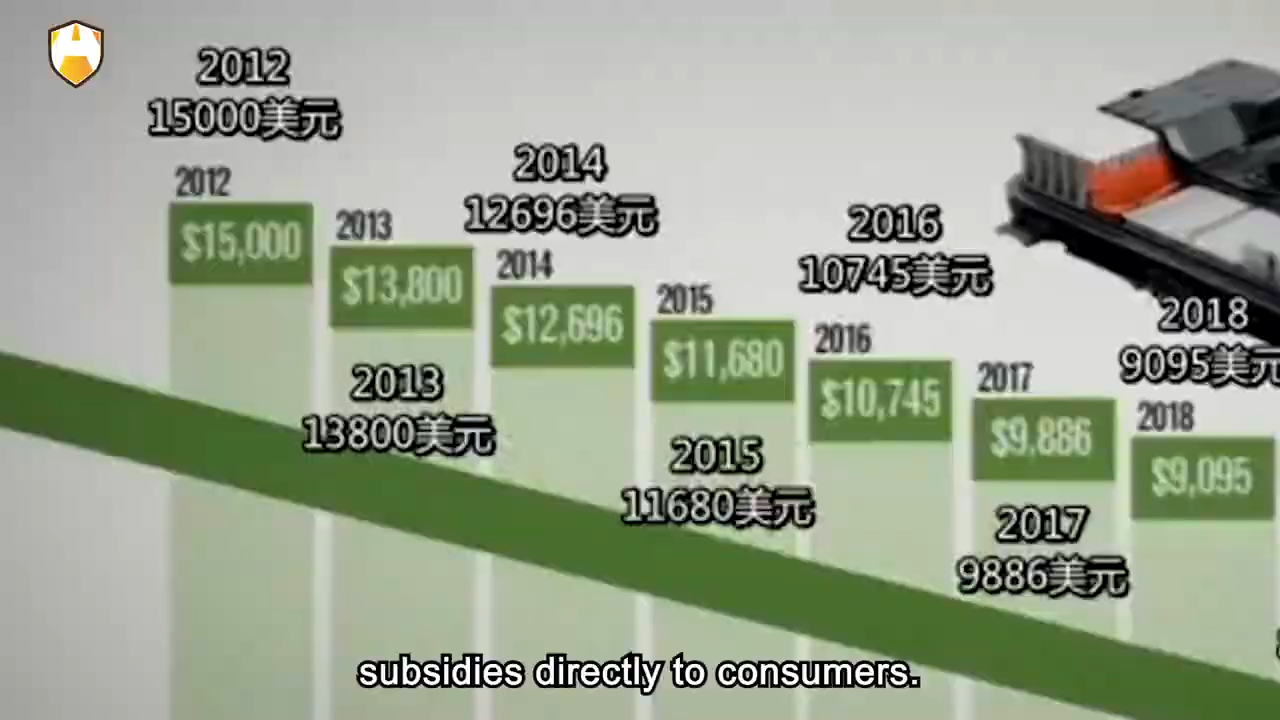 2012
15000美元
2012
$15,000
2013
$13,800
2013
13800美元
2014
12696美元
2014
$12,696
2015
$11,680
2015
11680美元
2016
10745美元
2016
$10,745
2017
$9,886
2017
9886美元
2018
9095美元
2018
$9,095
subsidies directly to consumers.